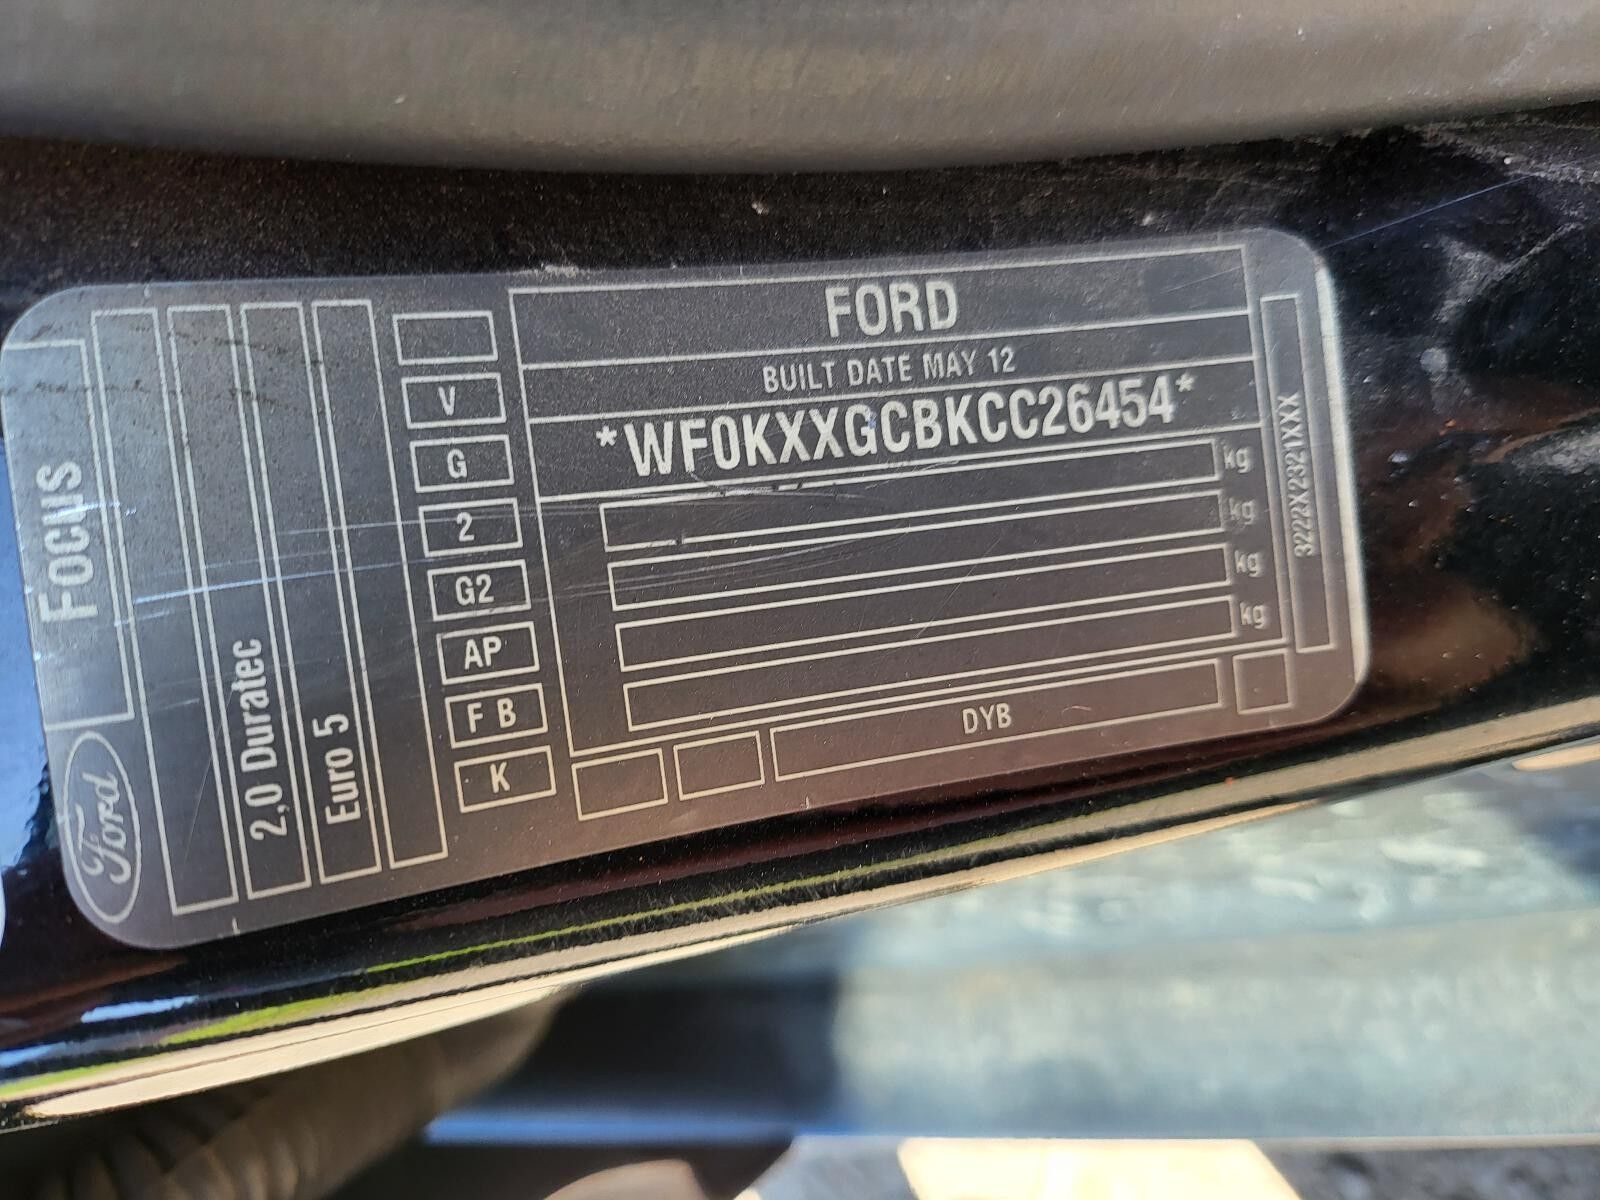 FORD
BUILT DATE MAY 12
*WF0KXXGCBKCC26454*
kg
kg
kg
kg
3222X2321XXX
DYB
V
G
2
G2
AP
F B
K
Focus
Ford
2,0 Duratec
Euro 5